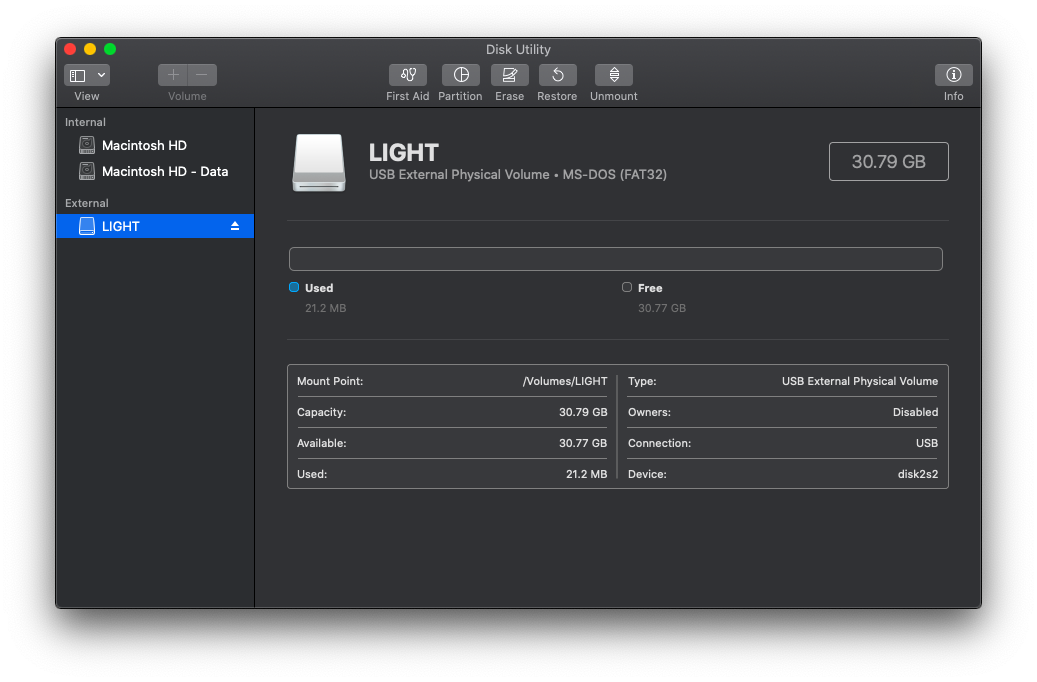 Disk Utility
View
Volume
First Aid
Partition
Erase
Restore
Unmount
Info
Internal
Macintosh HD
Macintosh HD - Data
External
LIGHT
LIGHT
USB External Physical Volume • MS-DOS (FAT32)
30.79 GB
Used
21.2 MB
Free
30.77 GB
Mount Point: /Volumes/LIGHT
Capacity: 30.79 GB
Available: 30.77 GB
Used: 21.2 MB
Type: USB External Physical Volume
Owners: Disabled
Connection: USB
Device: disk2s2